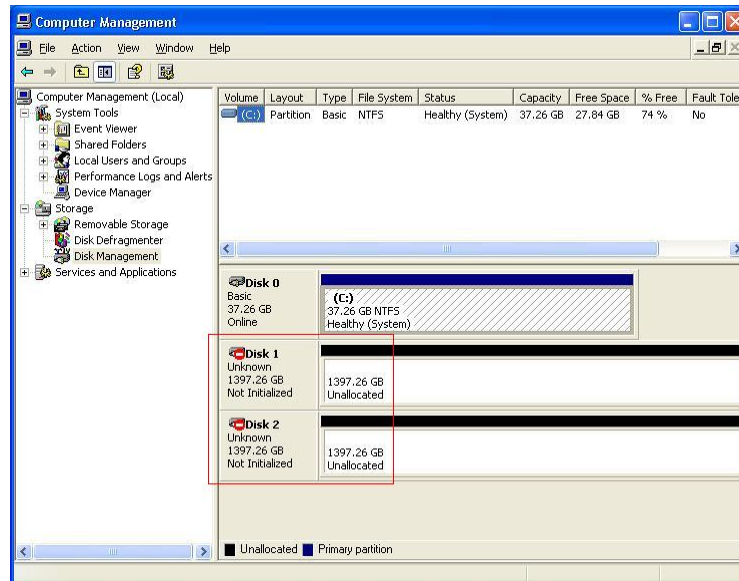 Computer Management
File Action View Window Help
Computer Management (Local)
System Tools
Event Viewer
Shared Folders
Local Users and Groups
Performance Logs and Alerts
Device Manager
Storage
Removable Storage
Disk Defragmenter
Disk Management
Services and Applications
Volume Layout Type File System Status Capacity Free Space % Free Fault Tole
(C:) Partition Basic NTFS Healthy (System) 37.26 GB 27.84 GB 74 % No
Disk 0
Basic
37.26 GB
Online
(C:)
37.26 GB NTFS
Healthy (System)
Disk 1
Unknown
1397.26 GB
Not Initialized
1397.26 GB
Unallocated
Disk 2
Unknown
1397.26 GB
Not Initialized
1397.26 GB
Unallocated
Unallocated Primary partition